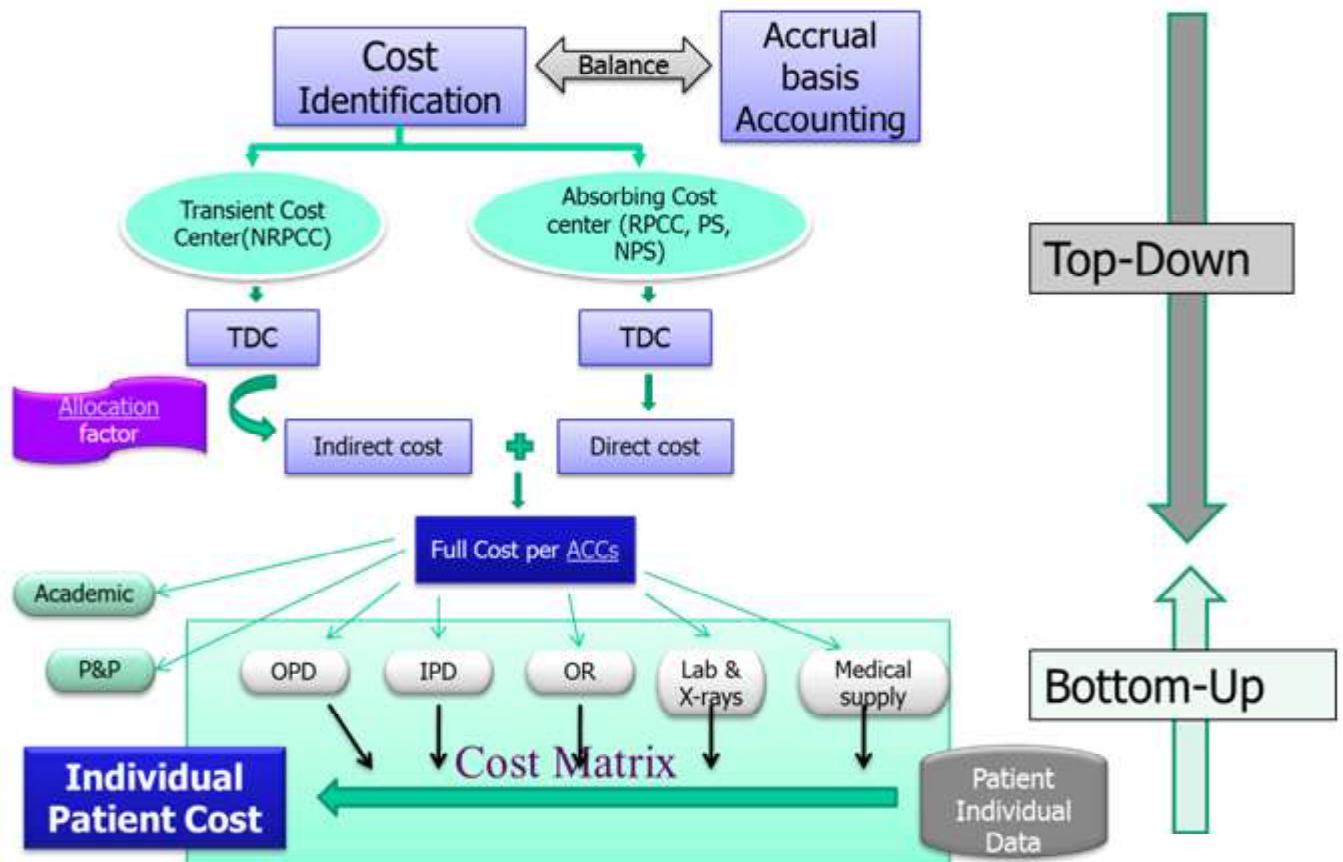 Cost
Identification
Balance
Accrual
basis
Accounting
Transient Cost
Center(NRPCC)
Absorbing Cost
center (RPCC, PS,
NPS)
Top-Down
TDC
TDC
Allocation
factor
Indirect cost
Direct cost
Full Cost per ACCs
Academic
P&P
OPD
IPD
OR
Lab &
X-rays
Medical
supply
Bottom-Up
Cost Matrix
Individual
Patient Cost
Patient
Individual
Data